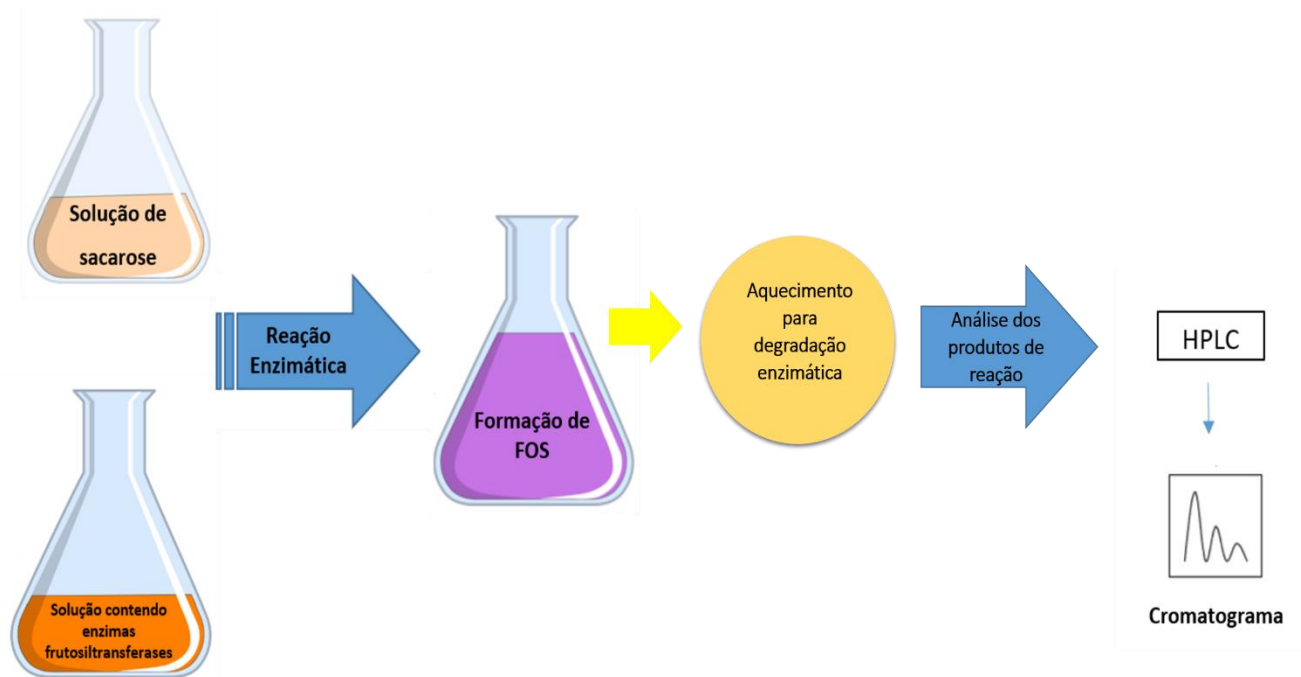 Solução de
sacarose
Solução contendo
enzimas
frutosiltransferases
Reação
Enzimática
Formação de
FOS
Aquecimento
para
degradação
enzimática
Análise dos
produtos de
reação
HPLC
Cromatograma